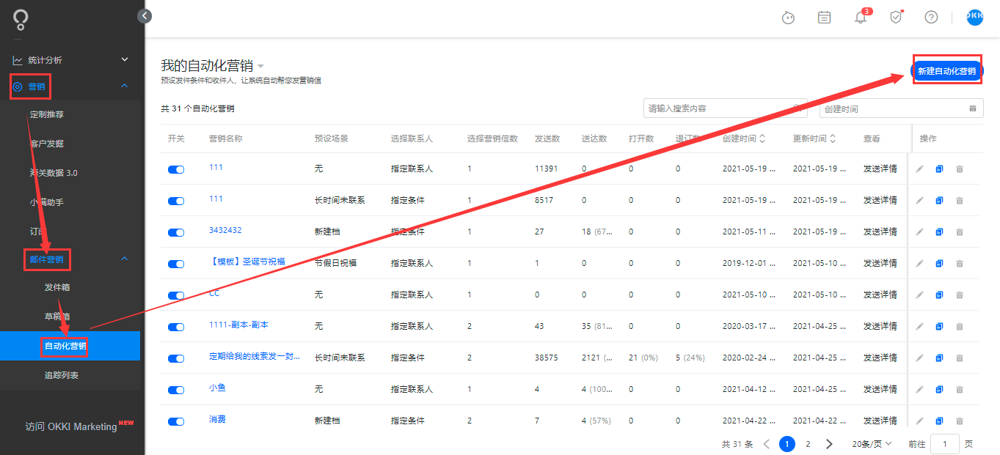 3
OKKI
统计分析
营销
定制推荐
客户发掘
海关数据 3.0
小满助手
邮件营销
发件箱
草稿箱
自动化营销
追踪列表
访问 OKKI Marketing NEW
我的自动化营销
新建自动化营销
预设发件条件和收件人，让系统自动帮您发营销信
共 31 个自动化营销 请输入搜索内容 创建时间
开关 营销名称 预设场景 选择联系人 选择营销信数 发送数 送达数 打开数 退订数 创建时间 更新时间 查看 操作
111 无 指定联系人 1 11391 0 0 0 2021-05-19 ... 2021-05-19 ... 发送详情
111 长时间未联系 指定条件 1 8517 0 0 0 2021-05-19 ... 2021-05-19 ... 发送详情
3432432 新建档 指定条件 1 27 18 (67... 0 0 2021-05-11 ... 2021-05-19 ... 发送详情
【模板】圣诞节祝福 节假日祝福 指定联系人 1 1 0 0 0 2019-12-01 ... 2021-05-10 ... 发送详情
CC 无 指定联系人 1 0 0 0 0 2021-05-10 ... 2021-05-10 ... 发送详情
1111-副本-副本 无 指定联系人 2 43 35 (81... 0 0 2020-03-17 ... 2021-04-25 ... 发送详情
定期给我的线索发一封... 长时间未联系 指定条件 2 38575 2121 (... 21 (0%) 5 (24%) 2020-02-24 ... 2021-04-25 ... 发送详情
小鱼 无 指定联系人 1 4 4 (100... 0 0 2021-04-12 ... 2021-04-25 ... 发送详情
消费 新建档 指定条件 2 7 4 (57%) 0 0 2021-04-22 ... 2021-04-22 ... 发送详情
共 31 条 1 2 20条/页 前往 1 页